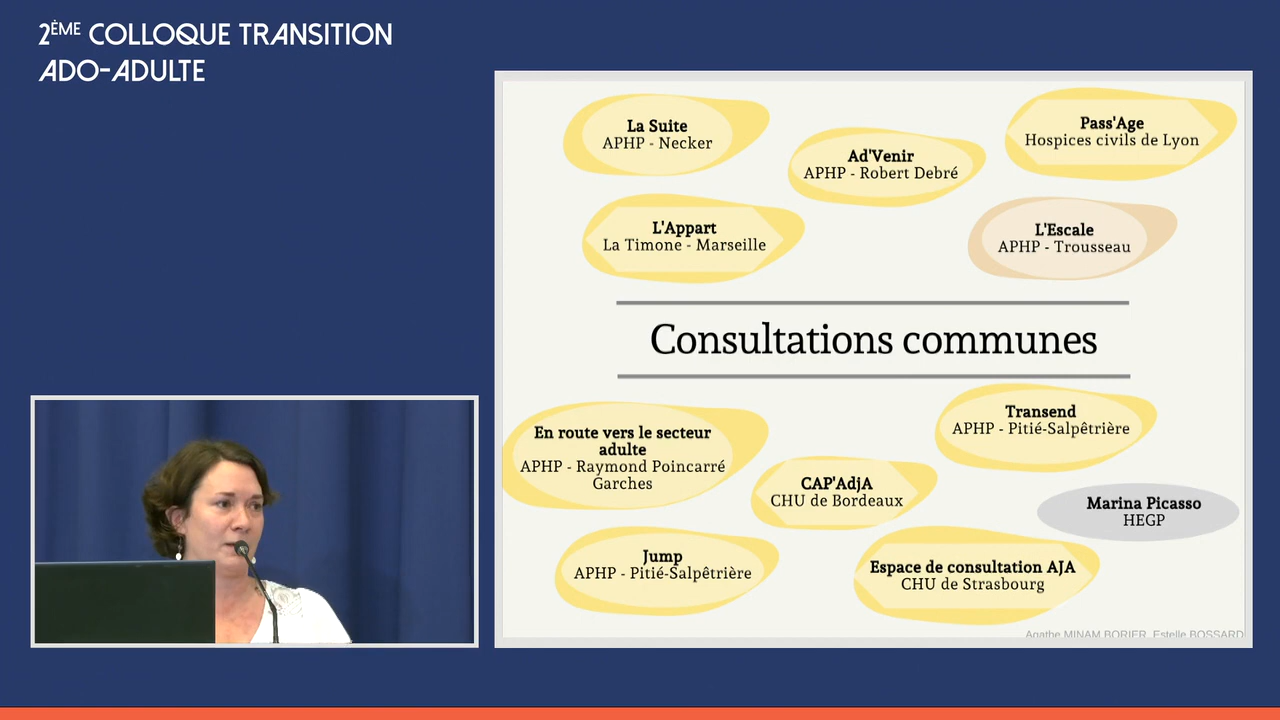 2ÈME COLLOQUE TRANSITION
ADO-ADULTE
La Suite
APHP - Necker
Ad'Venir
APHP - Robert Debré
Pass'Age
Hospices civils de Lyon
L'Appart
La Timone - Marseille
L'Escale
APHP - Trousseau
Consultations communes
En route vers le secteur
adulte
APHP - Raymond Poincarré
Garches
Transend
APHP - Pitié-Salpêtrière
CAP'AdjA
CHU de Bordeaux
Marina Picasso
HEGP
Jump
APHP - Pitié-Salpêtrière
Espace de consultation AJA
CHU de Strasbourg
Agathe MINAM BORIER, Estelle BOSSARD